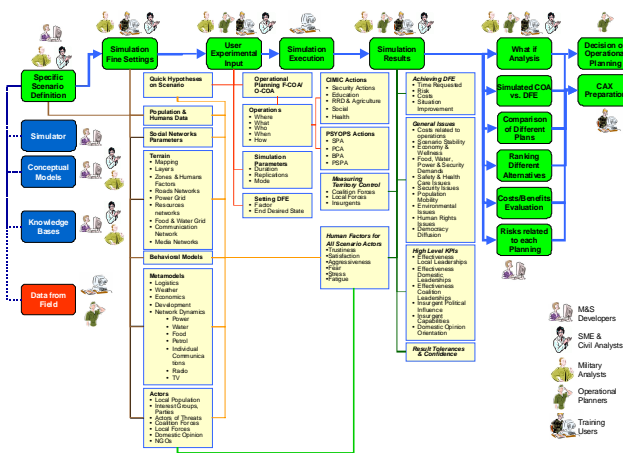 Specific
Scenario
Definition
Simulator
Conceptual
Models
Knowledge
Bases
Data from
Field
Simulation
Fine Settings
Quick Hypotheses
on Scenario
Population &
Humans Data
Social Networks
Parameters
Terrain
• Mapping
• Layers
• Zones & Humans
Factors
• Roads Networks
• Power Grid
• Resources
networks
• Food & Water Grid
• Communication
Network
• Media Networks
Behavioral Models
Metamodels
• Logistics
• Weather
• Economics
• Development
• Network Dynamics
• Power
• Water
• Food
• Petrol
• Individual
Communica
tions
• Radio
• TV
Actors
• Local Population
• Interest Groups,
Parties
• Actors of Threats
• Coalition Forces
• Local Forces
• Domestic Opinion
• NGOs
User
Experimental
Input
Operational
Planning F-COA/
O-COA
Operations
• Where
• What
• Who
• When
• How
Simulation
Parameters
• Duration
• Replications
• Mode
Setting DFE
• Factor
• End Desired State
Simulation
Execution
CIMIC Actions
• Security Actions
• Education
• RRD & Agriculture
• Social
• Health
PSYOPS Actions
• SPA
• PCA
• BPA
• PSPA
Measuring
Territory Control
• Coalition Forces
• Local Forces
• Insurgents
Human Factors for
All Scenario Actors
• Trustiness
• Satisfaction
• Aggressiveness
• Fear
• Stress
• Fatigue
Simulation
Results
Achieving DFE
• Time Requested
• Risk
• Costs
• Situation
Improvement
General Issues
• Costs related to
operations
• Scenario Stability
• Economy &
Wellness
• Food, Water,
Power & Security
Demands
• Safety & Health
Care Issues
• Security Issues
• Population
Mobility
• Environmental
Issues
• Human Rights
Issues
• Democracy
Diffusion
High Level KPIs
• Effectiveness
Local Leaderships
• Effectiveness
Domestic
Leaderships
• Effectiveness
Coalition
Leaderships
• Insurgent Political
Influence
• Insurgent
Capabilities
• Domestic Opinion
Orientation
Result Tolerances
& Confidence
What if
Analysis
Simulated COA
vs. DFE
Comparison
of Different
Plans
Ranking
Different
Alternatives
Costs/Benefits
Evaluation
Risks related
to each
Planning
Decision o
Operational
Planning
CAX
Preparation
M&S
Developers
SME &
Civil Analysts
Military
Analysts
Operational
Planners
Training
Users